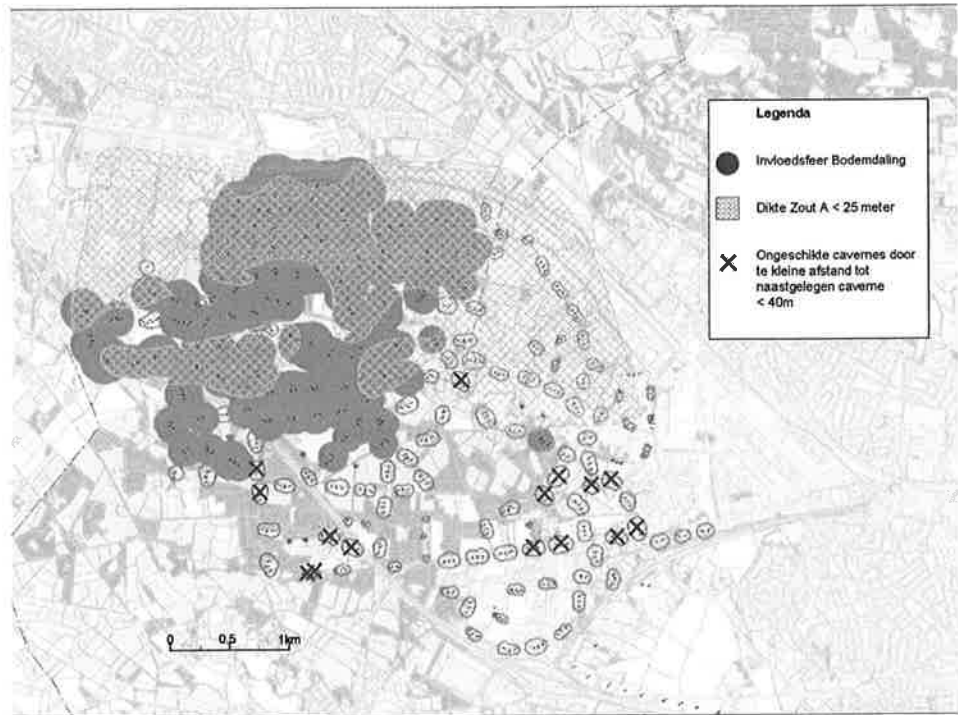 Legenda
Invloedsfeer Bodemdaling
Dikte Zout A < 25 meter
Ongeschikte cavernes door
te kleine afstand tot
naastgelegen caverne
< 40m
0 0,5 1km